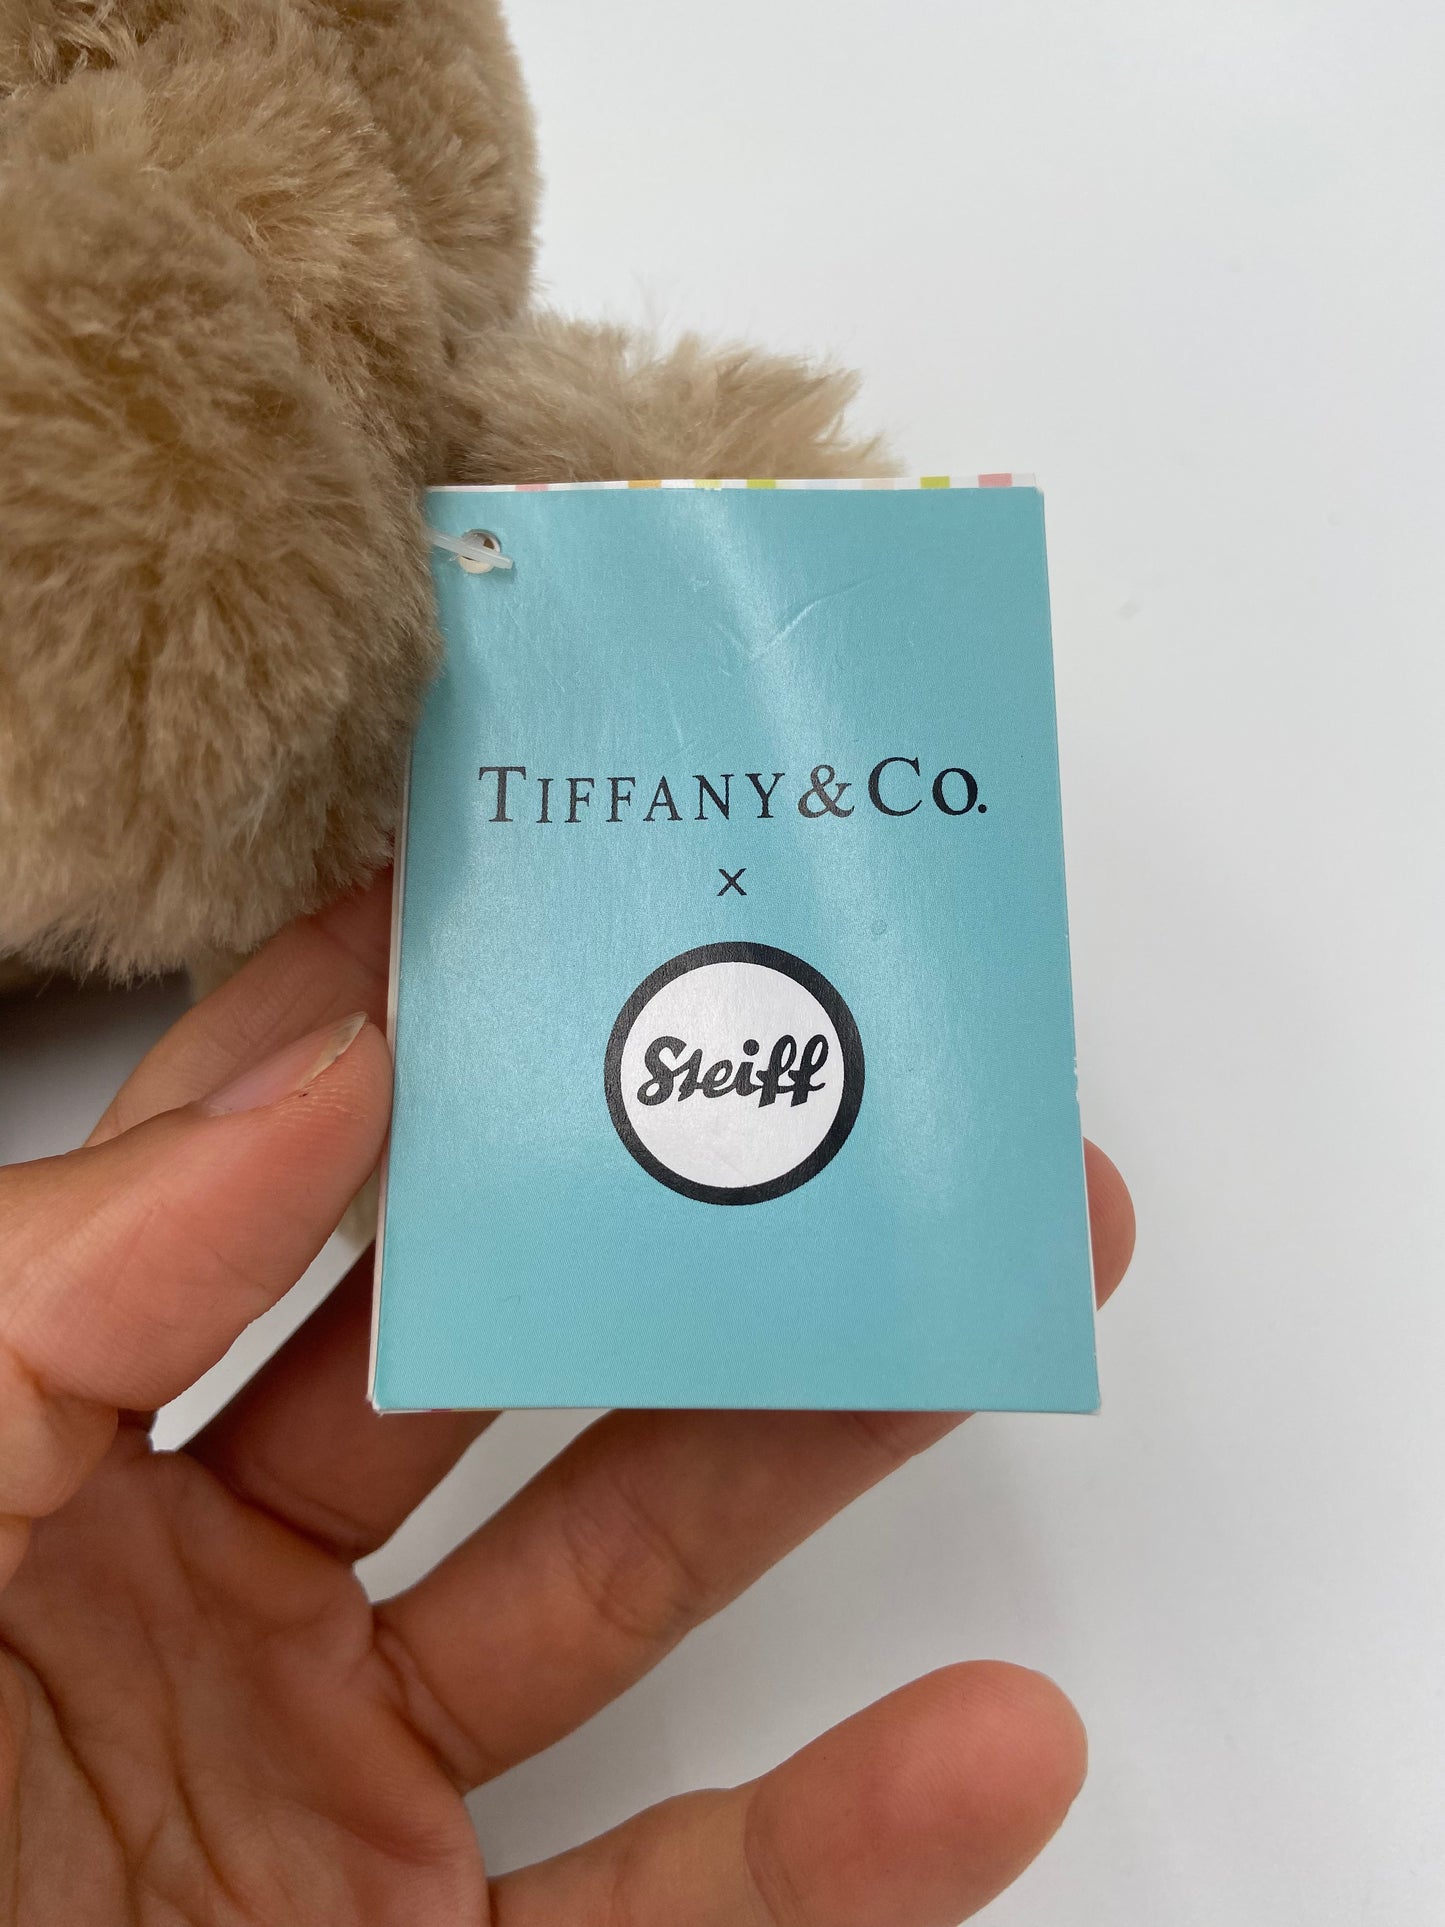 TIFFANY & CO.
x
Steiff